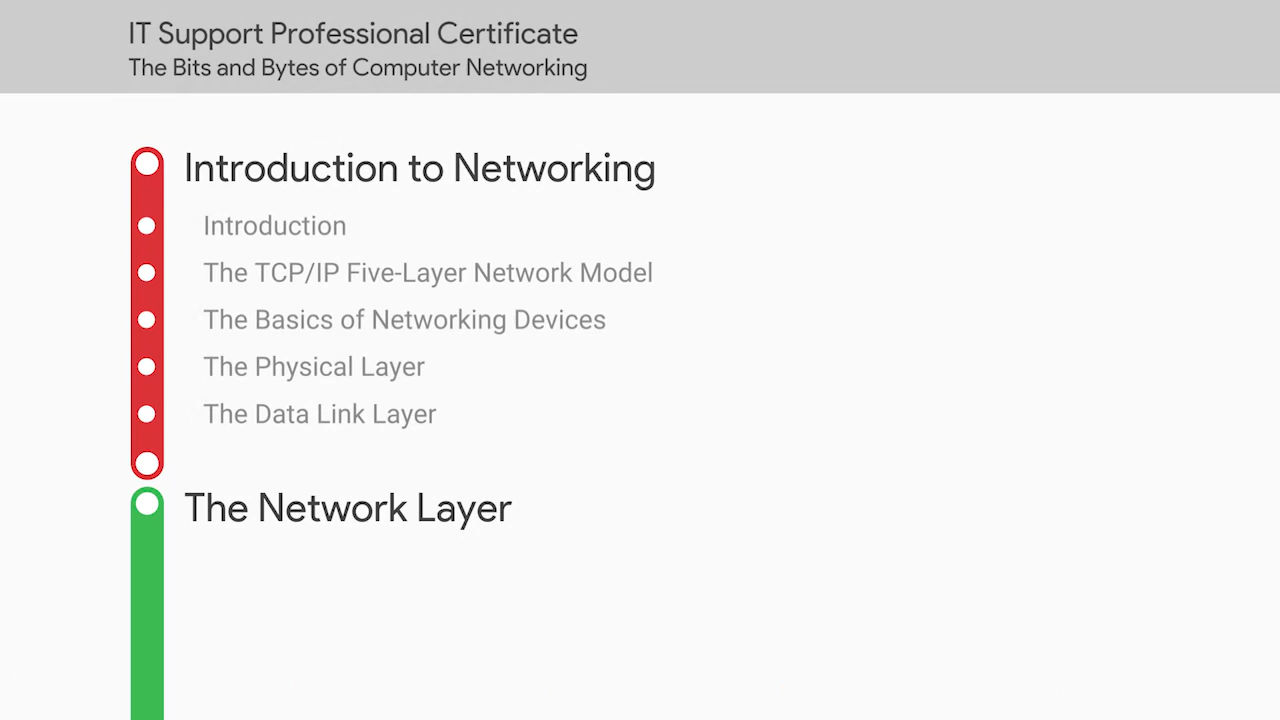 IT Support Professional Certificate
The Bits and Bytes of Computer Networking
Introduction to Networking
Introduction
The TCP/IP Five-Layer Network Model
The Basics of Networking Devices
The Physical Layer
The Data Link Layer
The Network Layer